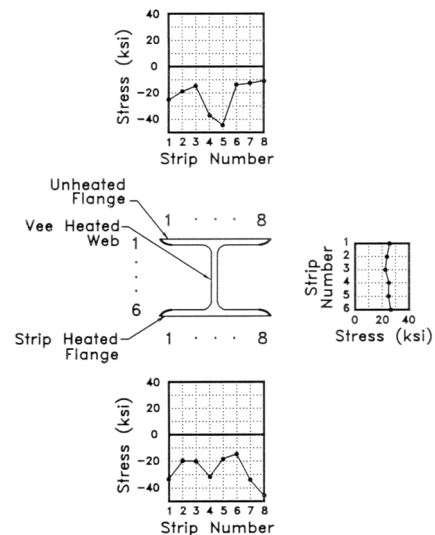 40
20
0
−20
−40
Stress (ksi)
1 2 3 4 5 6 7 8
Strip Number
Unheated
Flange
Vee Heated
Web
1 · · · 8
1
·
·
·
·
6
Strip Heated
Flange
1 · · · 8
1
2
3
4
5
6
Strip
Number
0 20 40
Stress (ksi)
40
20
0
−20
−40
Stress (ksi)
1 2 3 4 5 6 7 8
Strip Number